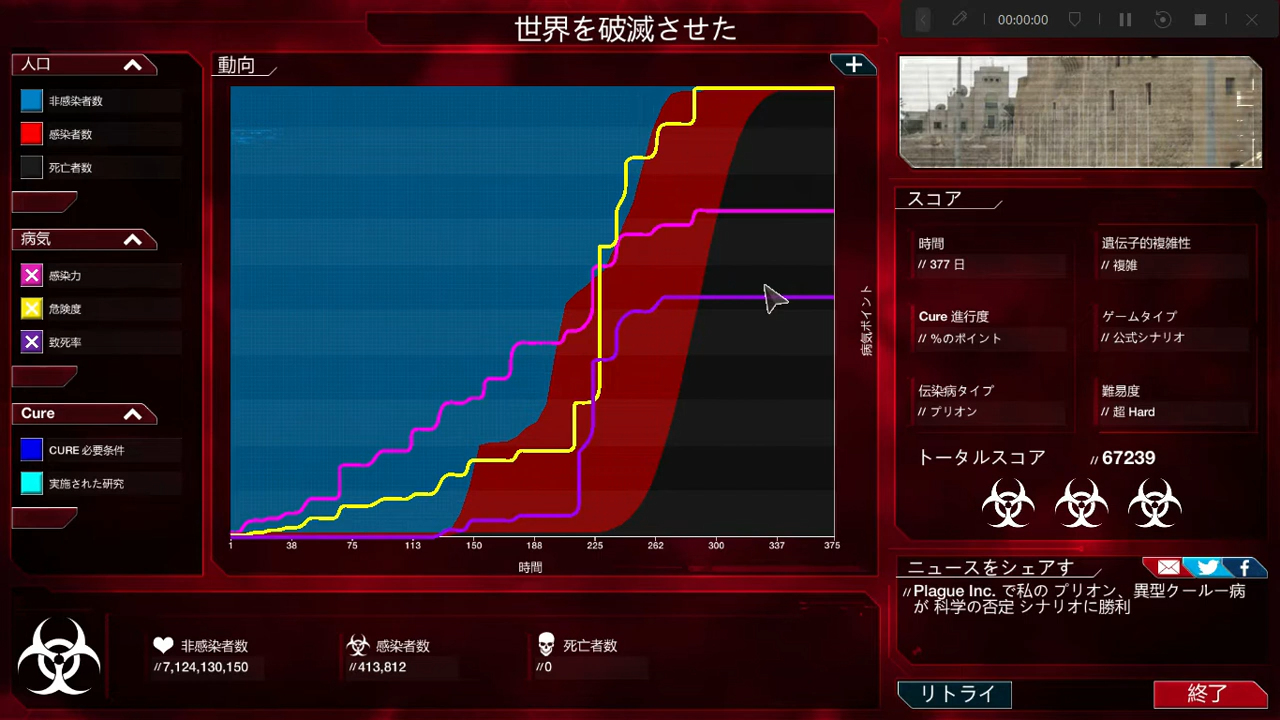 世界を破滅させた
00:00:00
人口
非感染者数
感染者数
死亡者数
病気
感染力
危険度
致死率
Cure
CURE 必要条件
実施された研究
動向
病気ポイント
1 38 75 113 150 188 225 262 300 337 375
時間
スコア
時間
// 377 日
遺伝子的複雑性
// 複雑
Cure 進行度
// %のポイント
ゲームタイプ
// 公式シナリオ
伝染病タイプ
// プリオン
難易度
// 超 Hard
トータルスコア // 67239
ニュースをシェアす
// Plague Inc. で私の プリオン、異型クールー病
が 科学の否定 シナリオに勝利
非感染者数
//7,124,130,150
感染者数
//413,812
死亡者数
//0
リトライ
終了